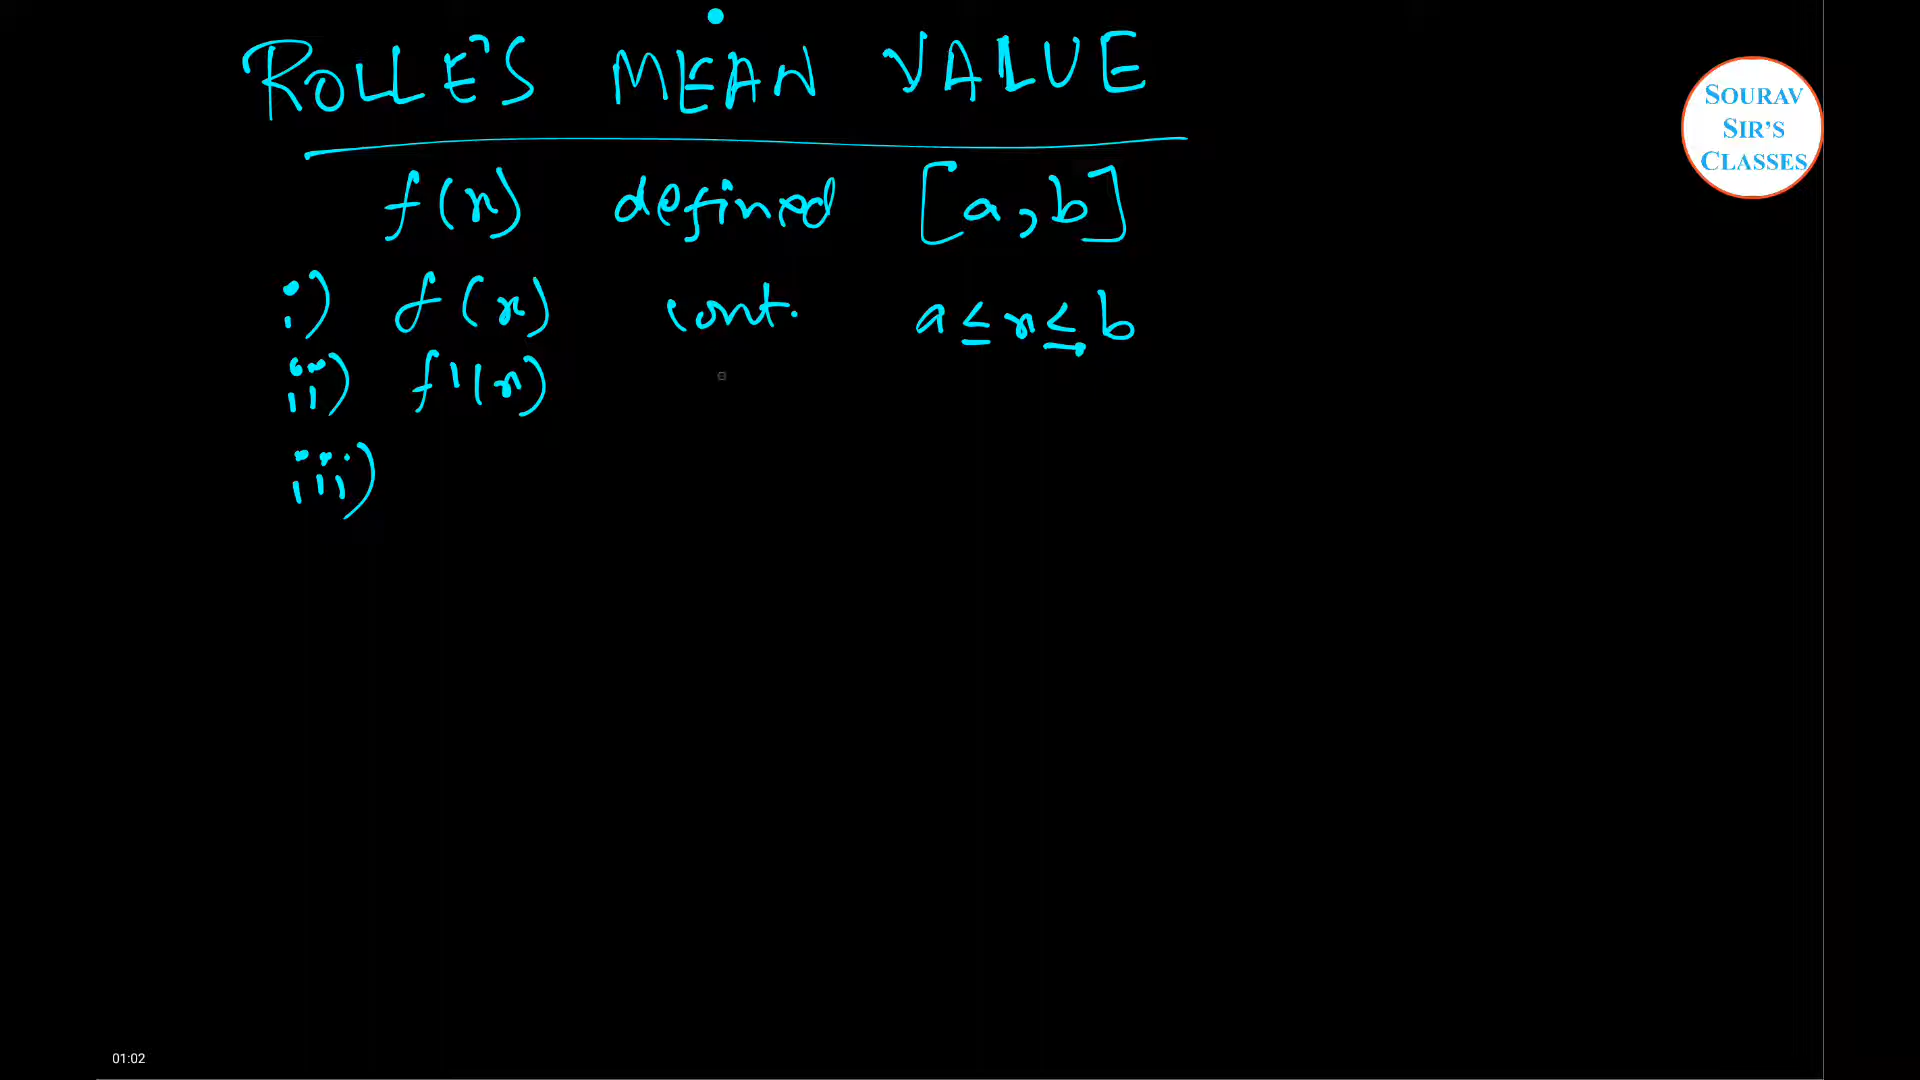 ROLLE'S MEAN VALUE
f(x) defined [a,b]
i) f(x) cont. a≤x≤b
ii) f'(x)
iii)
SOURAV
SIR'S
CLASSES
01:02